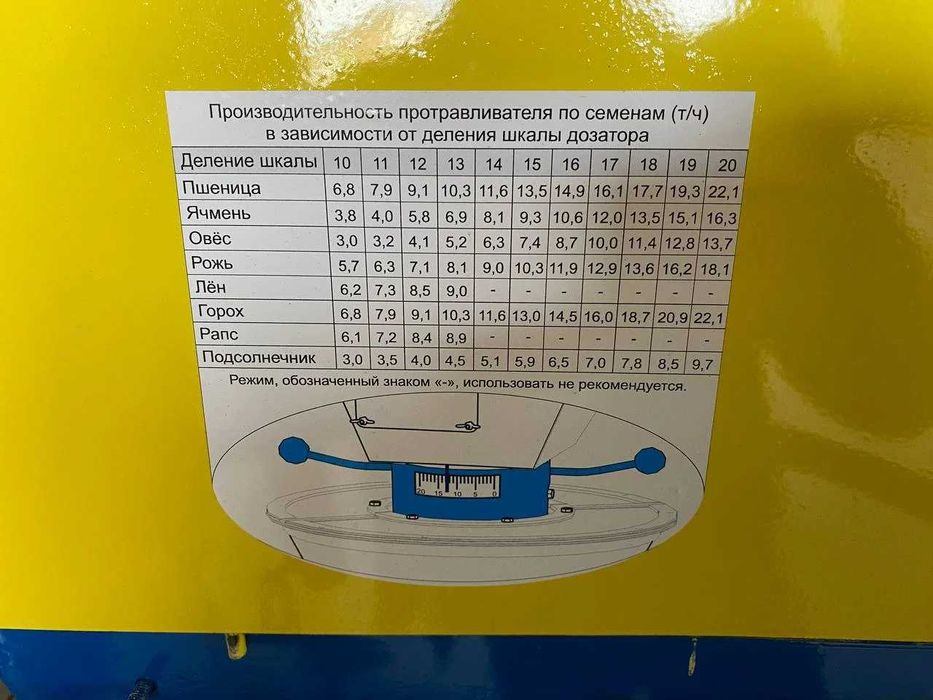 Производительность протравливателя по семенам (т/ч)
в зависимости от деления шкалы дозатора
Деление шкалы 10 11 12 13 14 15 16 17 18 19 20
Пшеница 6,8 7,9 9,1 10,3 11,6 13,5 14,9 16,1 17,7 19,3 22,1
Ячмень 3,8 4,0 5,8 6,9 8,1 9,3 10,6 12,0 13,5 15,1 16,3
Овёс 3,0 3,2 4,1 5,2 6,3 7,4 8,7 10,0 11,4 12,8 13,7
Рожь 5,7 6,3 7,1 8,1 9,0 10,3 11,9 12,9 13,6 16,2 18,1
Лён 6,2 7,3 8,5 9,0 - - - - - - -
Горох 6,8 7,9 9,1 10,3 11,6 13,0 14,5 16,0 18,7 20,9 22,1
Рапс 6,1 7,2 8,4 8,9 - - - - - - -
Подсолнечник 3,0 3,5 4,0 4,5 5,1 5,9 6,5 7,0 7,8 8,5 9,7
Режим, обозначенный знаком «-», использовать не рекомендуется.
20 15 10 5 0